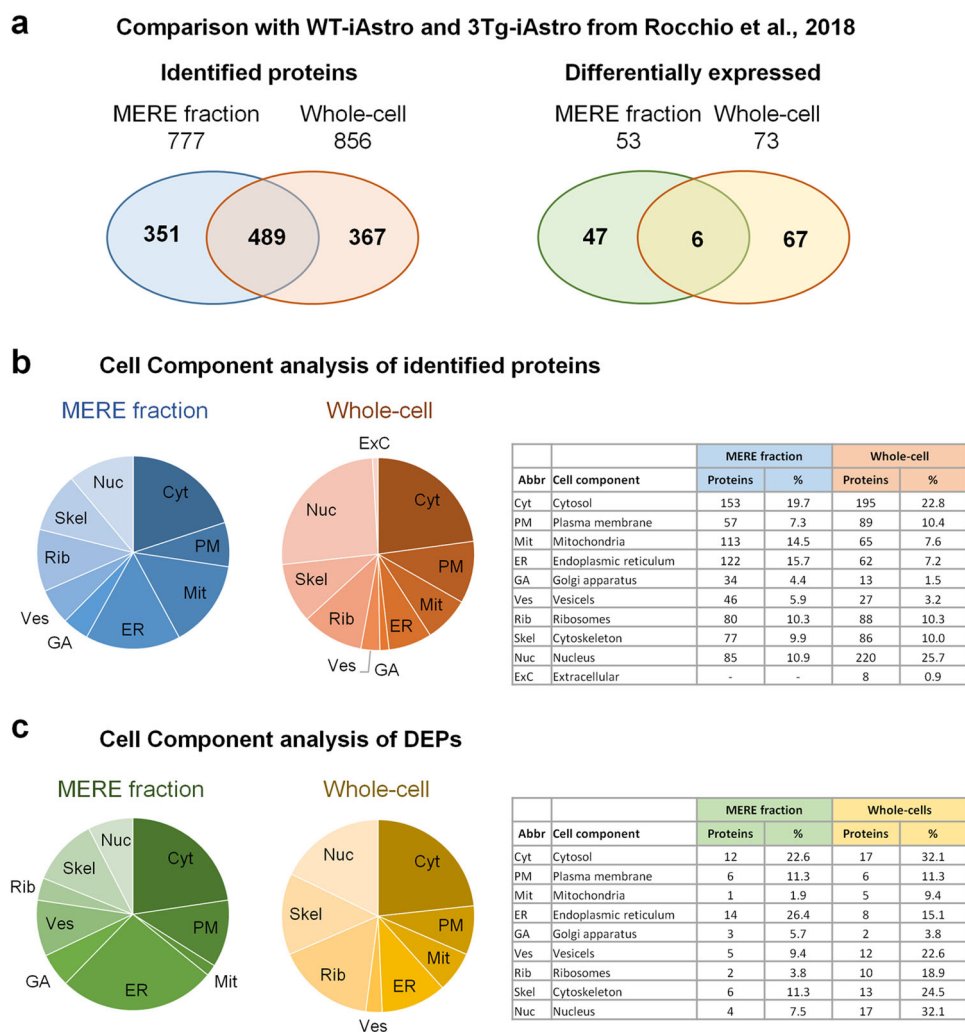 a Comparison with WT-iAstro and 3Tg-iAstro from Rocchio et al., 2018
Identified proteins
MERE fraction Whole-cell
777 856
351 489 367
Differentially expressed
MERE fraction Whole-cell
53 73
47 6 67
b Cell Component analysis of identified proteins
MERE fraction
Cyt
PM
Mit
ER
GA
Ves
Rib
Skel
Nuc
Whole-cell
ExC
Cyt
PM
Mit
ER
GA
Ves
Rib
Skel
Nuc
MERE fraction Whole-cell
Abbr Cell component Proteins % Proteins %
Cyt Cytosol 153 19.7 195 22.8
PM Plasma membrane 57 7.3 89 10.4
Mit Mitochondria 113 14.5 65 7.6
ER Endoplasmic reticulum 122 15.7 62 7.2
GA Golgi apparatus 34 4.4 13 1.5
Ves Vesicels 46 5.9 27 3.2
Rib Ribosomes 80 10.3 88 10.3
Skel Cytoskeleton 77 9.9 86 10.0
Nuc Nucleus 85 10.9 220 25.7
ExC Extracellular - - 8 0.9
c Cell Component analysis of DEPs
MERE fraction
Cyt
PM
Mit
ER
GA
Ves
Rib
Skel
Nuc
Whole-cell
Cyt
PM
Mit
ER
Ves
Rib
Skel
Nuc
MERE fraction Whole-cells
Abbr Cell component Proteins % Proteins %
Cyt Cytosol 12 22.6 17 32.1
PM Plasma membrane 6 11.3 6 11.3
Mit Mitochondria 1 1.9 5 9.4
ER Endoplasmic reticulum 14 26.4 8 15.1
GA Golgi apparatus 3 5.7 2 3.8
Ves Vesicels 5 9.4 12 22.6
Rib Ribosomes 2 3.8 10 18.9
Skel Cytoskeleton 6 11.3 13 24.5
Nuc Nucleus 4 7.5 17 32.1